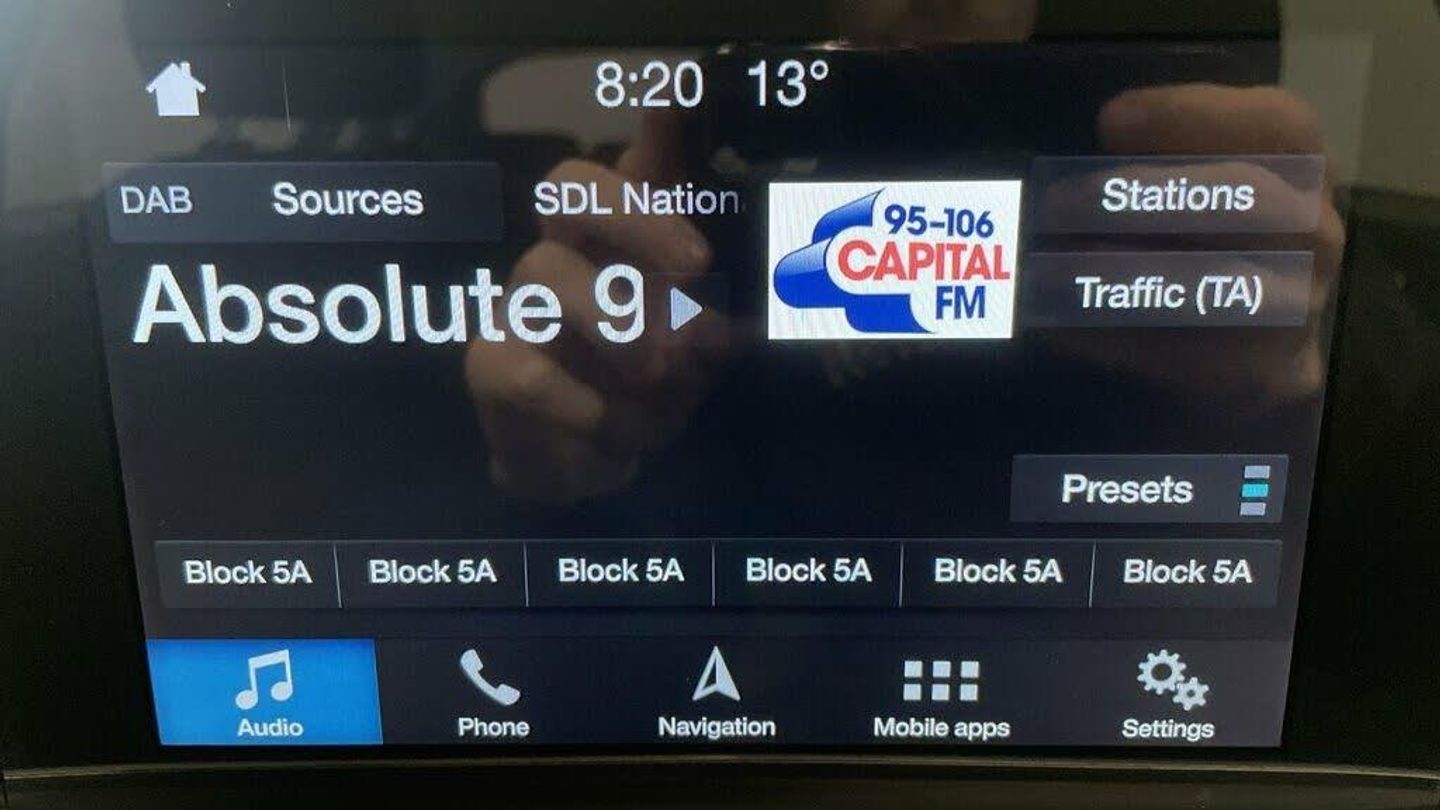 8:20 13°
DAB Sources SDL Nation
Absolute 9
95-106
CAPITAL
FM
Stations
Traffic (TA)
Presets
Block 5A Block 5A Block 5A Block 5A Block 5A Block 5A
Audio Phone Navigation Mobile apps Settings